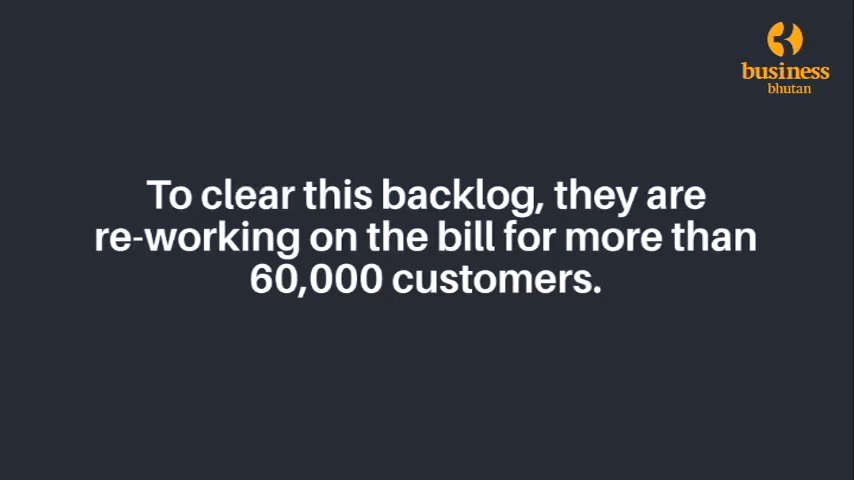 business
bhutan
To clear this backlog, they are
re-working on the bill for more than
60,000 customers.